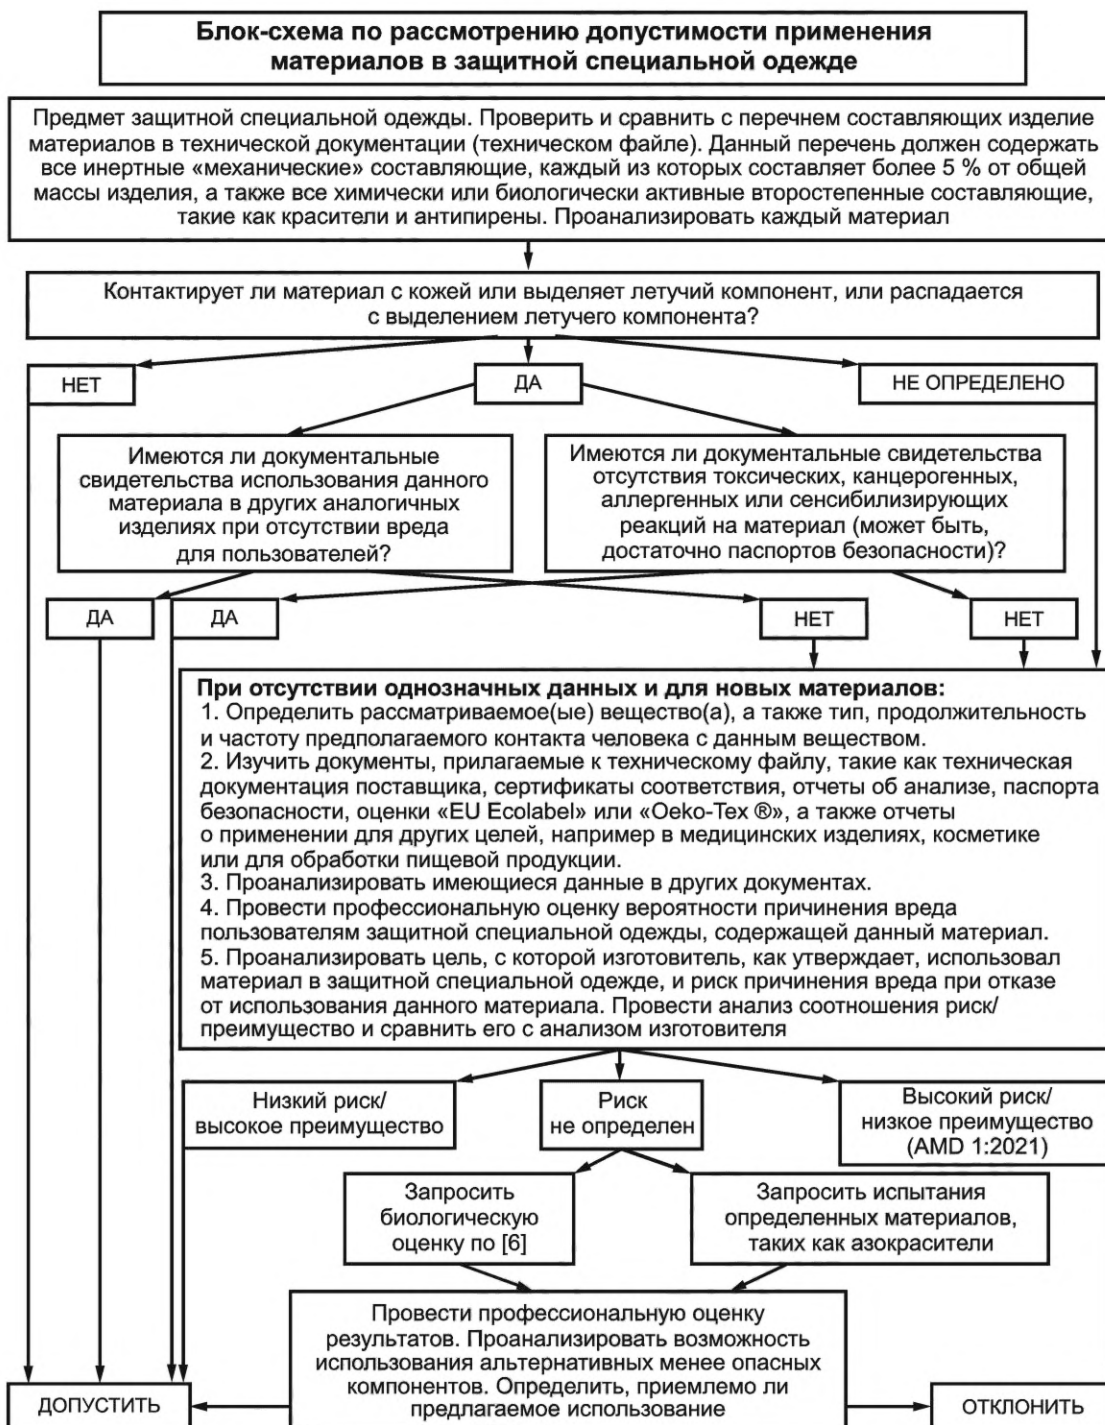 Блок-схема по рассмотрению допустимости применения
материалов в защитной специальной одежде
Предмет защитной специальной одежды. Проверить и сравнить с перечнем составляющих изделие
материалов в технической документации (техническом файле). Данный перечень должен содержать
все инертные «механические» составляющие, каждый из которых составляет более 5 % от общей
массы изделия, а также все химически или биологически активные второстепенные составляющие,
такие как красители и антипирены. Проанализировать каждый материал
Контактирует ли материал с кожей или выделяет летучий компонент, или распадается
с выделением летучего компонента?
НЕТ
ДА
НЕ ОПРЕДЕЛЕНО
Имеются ли документальные
свидетельства использования данного
материала в других аналогичных
изделиях при отсутствии вреда
для пользователей?
Имеются ли документальные свидетельства
отсутствия токсических, канцерогенных,
аллергенных или сенсибилизирующих
реакций на материал (может быть,
достаточно паспортов безопасности)?
ДА
ДА
НЕТ
НЕТ
При отсутствии однозначных данных и для новых материалов:
1. Определить рассматриваемое(ые) вещество(а), а также тип, продолжительность
и частоту предполагаемого контакта человека с данным веществом.
2. Изучить документы, прилагаемые к техническому файлу, такие как техническая
документация поставщика, сертификаты соответствия, отчеты об анализе, паспорта
безопасности, оценки «EU Ecolabel» или «Oeko-Tex ®», а также отчеты
о применении для других целей, например в медицинских изделиях, косметике
или для обработки пищевой продукции.
3. Проанализировать имеющиеся данные в других документах.
4. Провести профессиональную оценку вероятности причинения вреда
пользователям защитной специальной одежды, содержащей данный материал.
5. Проанализировать цель, с которой изготовитель, как утверждает, использовал
материал в защитной специальной одежде, и риск причинения вреда при отказе
от использования данного материала. Провести анализ соотношения риск/
преимущество и сравнить его с анализом изготовителя
Низкий риск/
высокое преимущество
Риск
не определен
Высокий риск/
низкое преимущество
(AMD 1:2021)
Запросить
биологическую
оценку по [6]
Запросить испытания
определенных материалов,
таких как азокрасители
Провести профессиональную оценку
результатов. Проанализировать возможность
использования альтернативных менее опасных
компонентов. Определить, приемлемо ли
предлагаемое использование
ДОПУСТИТЬ
ОТКЛОНИТЬ